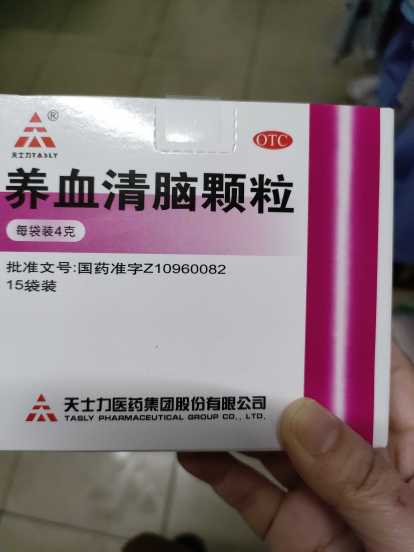 ®
天士力TASLY
OTC
养血清脑颗粒
每袋装4克
批准文号:国药准字Z10960082
15袋装
天士力医药集团股份有限公司
TASLY PHARMACEUTICAL GROUP CO., LTD.